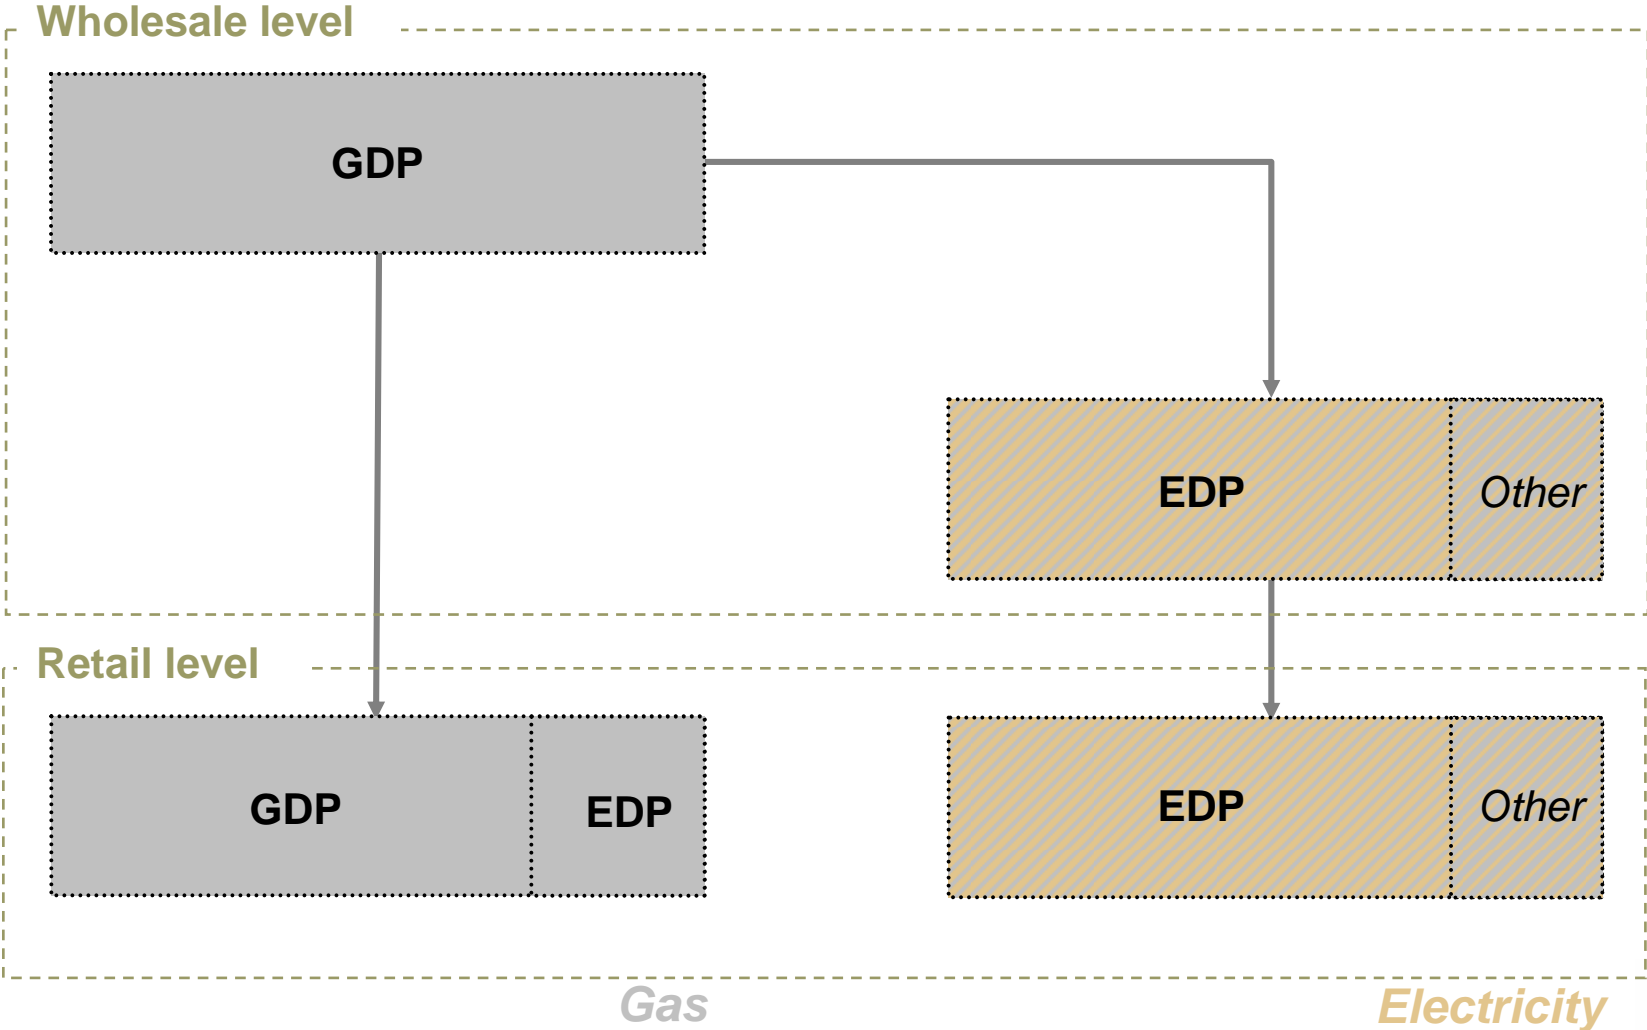 Wholesale level
GDP
EDP
Other
Retail level
GDP
EDP
EDP
Other
Gas
Electricity